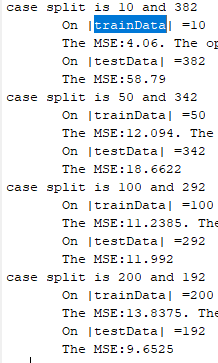 case split is 10 and 382
On |trainData| =10
The MSE:4.06. The op
On |testData| =382
The MSE=58.79
case split is 50 and 342
On |trainData| =50
The MSE:12.094. The
On |testData| =342
The MSE=18.6622
case split is 100 and 292
On |trainData| =100
The MSE:11.2385. The
On |testData| =292
The MSE=11.992
case split is 200 and 192
On |trainData| =200
The MSE:13.8375. The
On |testData| =192
The MSE:9.6525